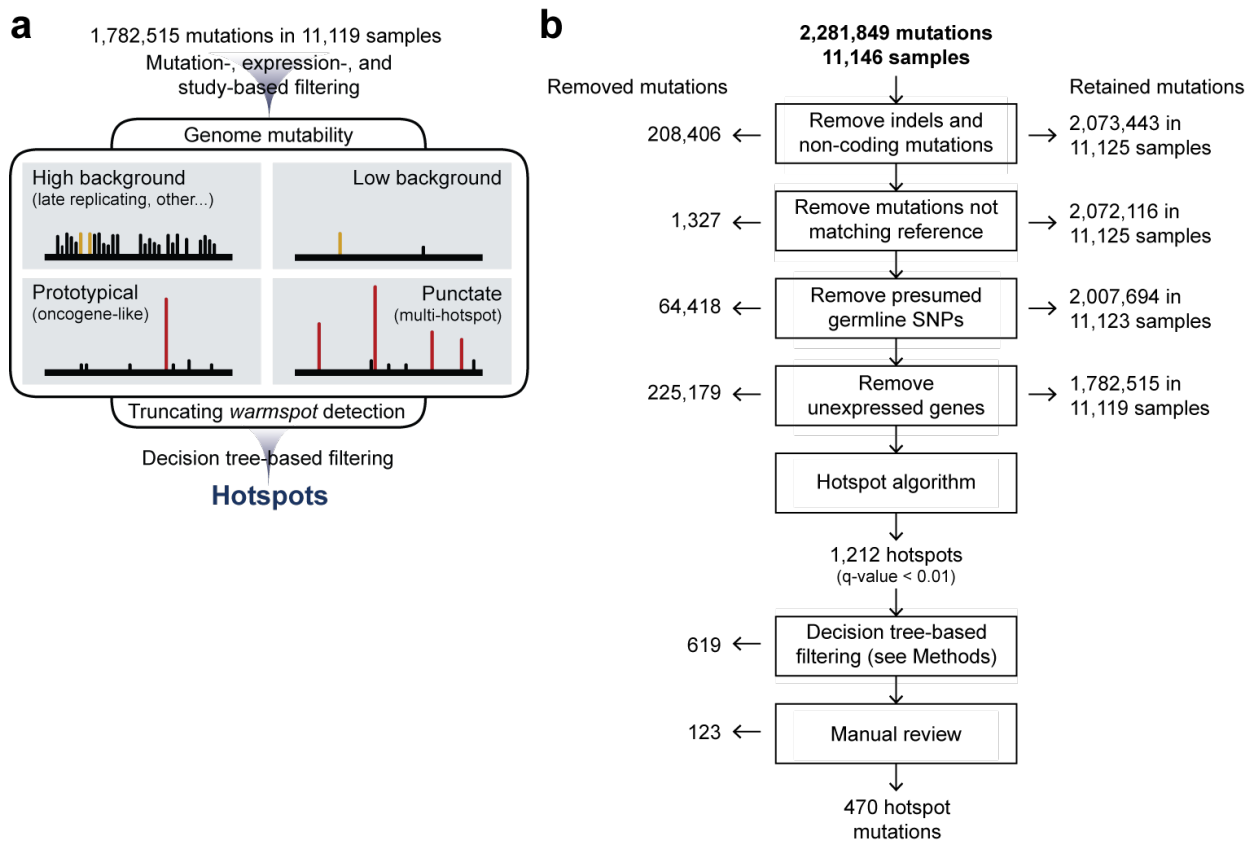 a
1,782,515 mutations in 11,119 samples
Mutation-, expression-, and
study-based filtering
Genome mutability
High background
(late replicating, other...)
Low background
Prototypical
(oncogene-like)
Punctate
(multi-hotspot)
Truncating warmspot detection
Decision tree-based filtering
Hotspots
b
2,281,849 mutations
11,146 samples
Removed mutations
Retained mutations
208,406
Remove indels and
non-coding mutations
2,073,443 in
11,125 samples
1,327
Remove mutations not
matching reference
2,072,116 in
11,125 samples
64,418
Remove presumed
germline SNPs
2,007,694 in
11,123 samples
225,179
Remove
unexpressed genes
1,782,515 in
11,119 samples
Hotspot algorithm
1,212 hotspots
(q-value < 0.01)
619
Decision tree-based
filtering (see Methods)
123
Manual review
470 hotspot
mutations